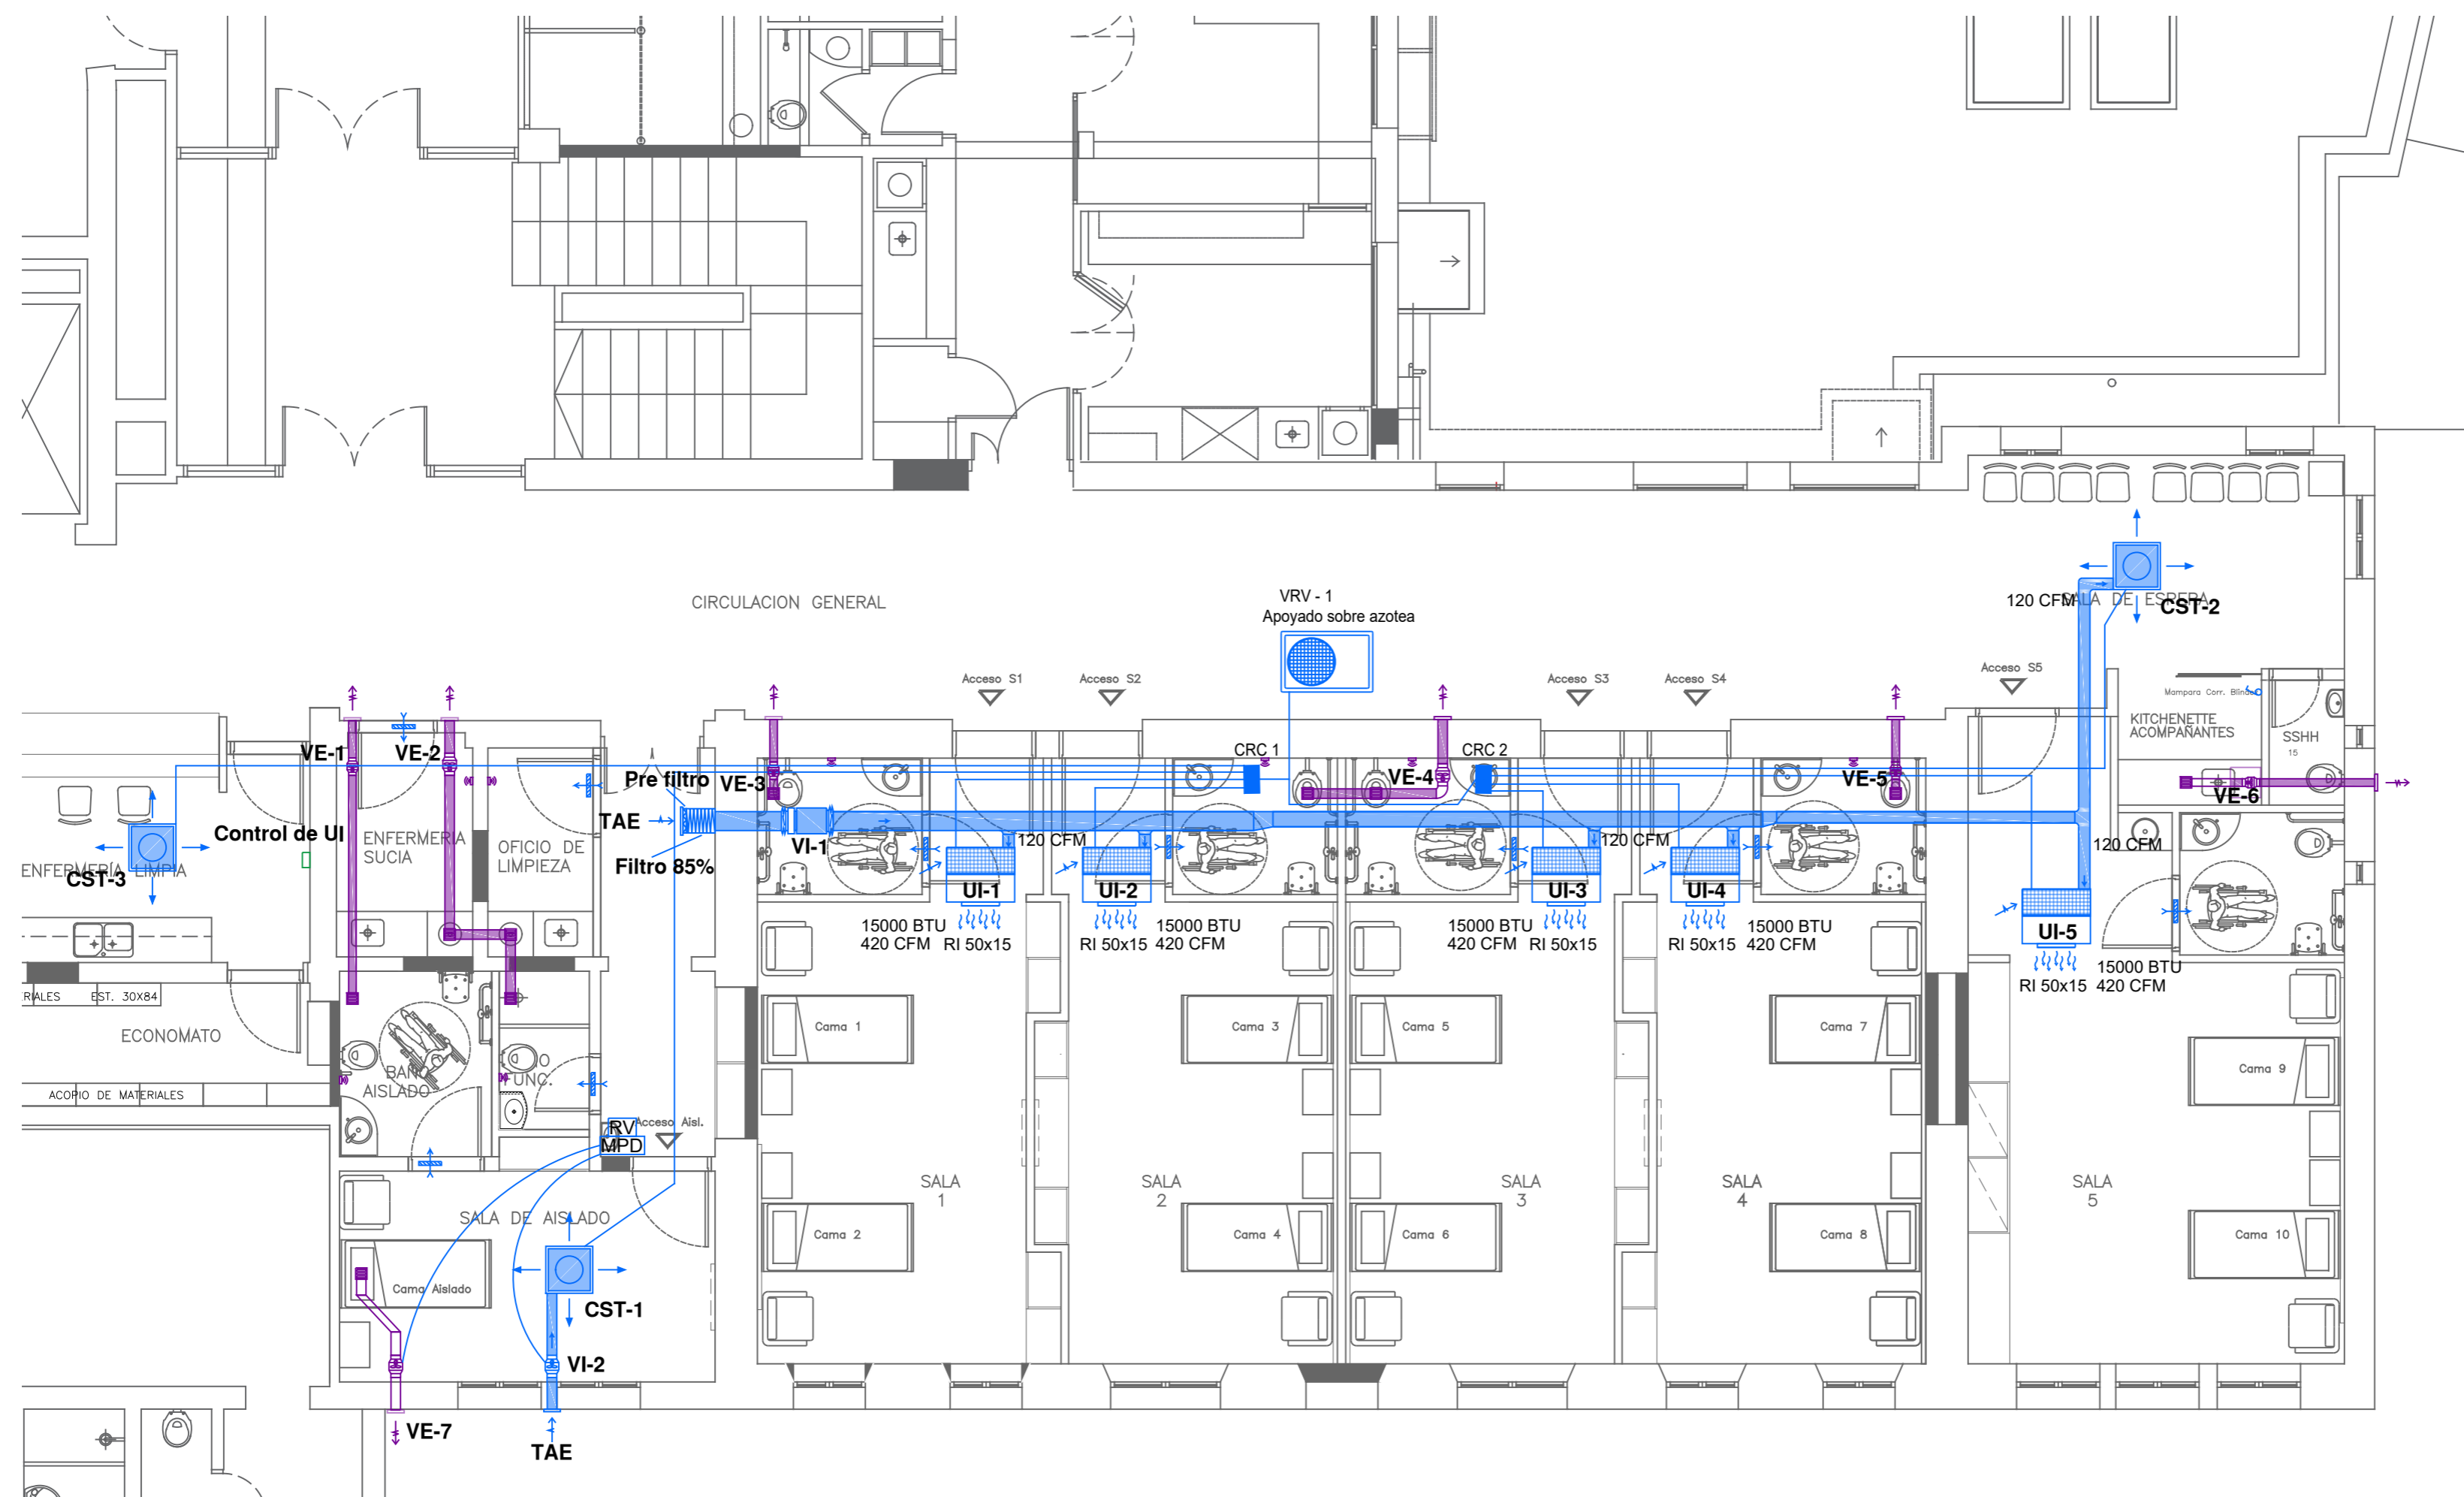 CIRCULACION GENERAL
VRV - 1
Apoyado sobre azotea
120 CFM
SALA DE ESPERA
CST-2
Acceso S1
Acceso S2
Acceso S3
Acceso S4
Acceso S5
Mampara Corr. Blindex
KITCHENETTE
ACOMPAÑANTES
SSHH
15
VE-1
VE-2
Pre filtro
VE-3
CRC 1
CRC 2
VE-4
VE-5
VE-6
TAE
Filtro 85%
VI-1
Control de UI
ENFERMERIA
SUCIA
OFICIO DE
LIMPIEZA
ENFERMERÍA LIMPIA
CST-3
120 CFM
120 CFM
120 CFM
UI-1
UI-2
UI-3
UI-4
UI-5
15000 BTU
420 CFM
RI 50x15
RI 50x15
15000 BTU
420 CFM
15000 BTU
420 CFM
RI 50x15
RI 50x15
15000 BTU
420 CFM
15000 BTU
RI 50x15
420 CFM
RIALES
EST. 30X84
ECONOMATO
ACOPIO DE MATERIALES
BAÑO
AISLADO
FUNC.
RV
MPD
Acceso Aisl.
Cama 1
Cama 3
Cama 5
Cama 7
Cama 9
SALA
1
SALA
2
SALA
3
SALA
4
SALA
5
Cama 2
Cama 4
Cama 6
Cama 8
Cama 10
SALA DE AISLADO
Cama Aislado
CST-1
VI-2
VE-7
TAE